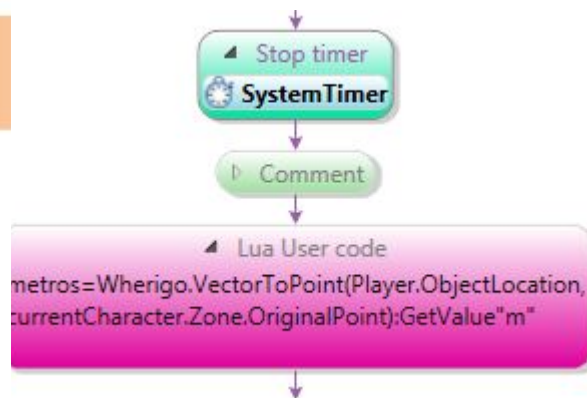 Stop timer
SystemTimer
Comment
Lua User code
metros=Wherigo.VectorToPoint(Player.ObjectLocation,
currentCharacter.Zone.OriginalPoint):GetValue"m"